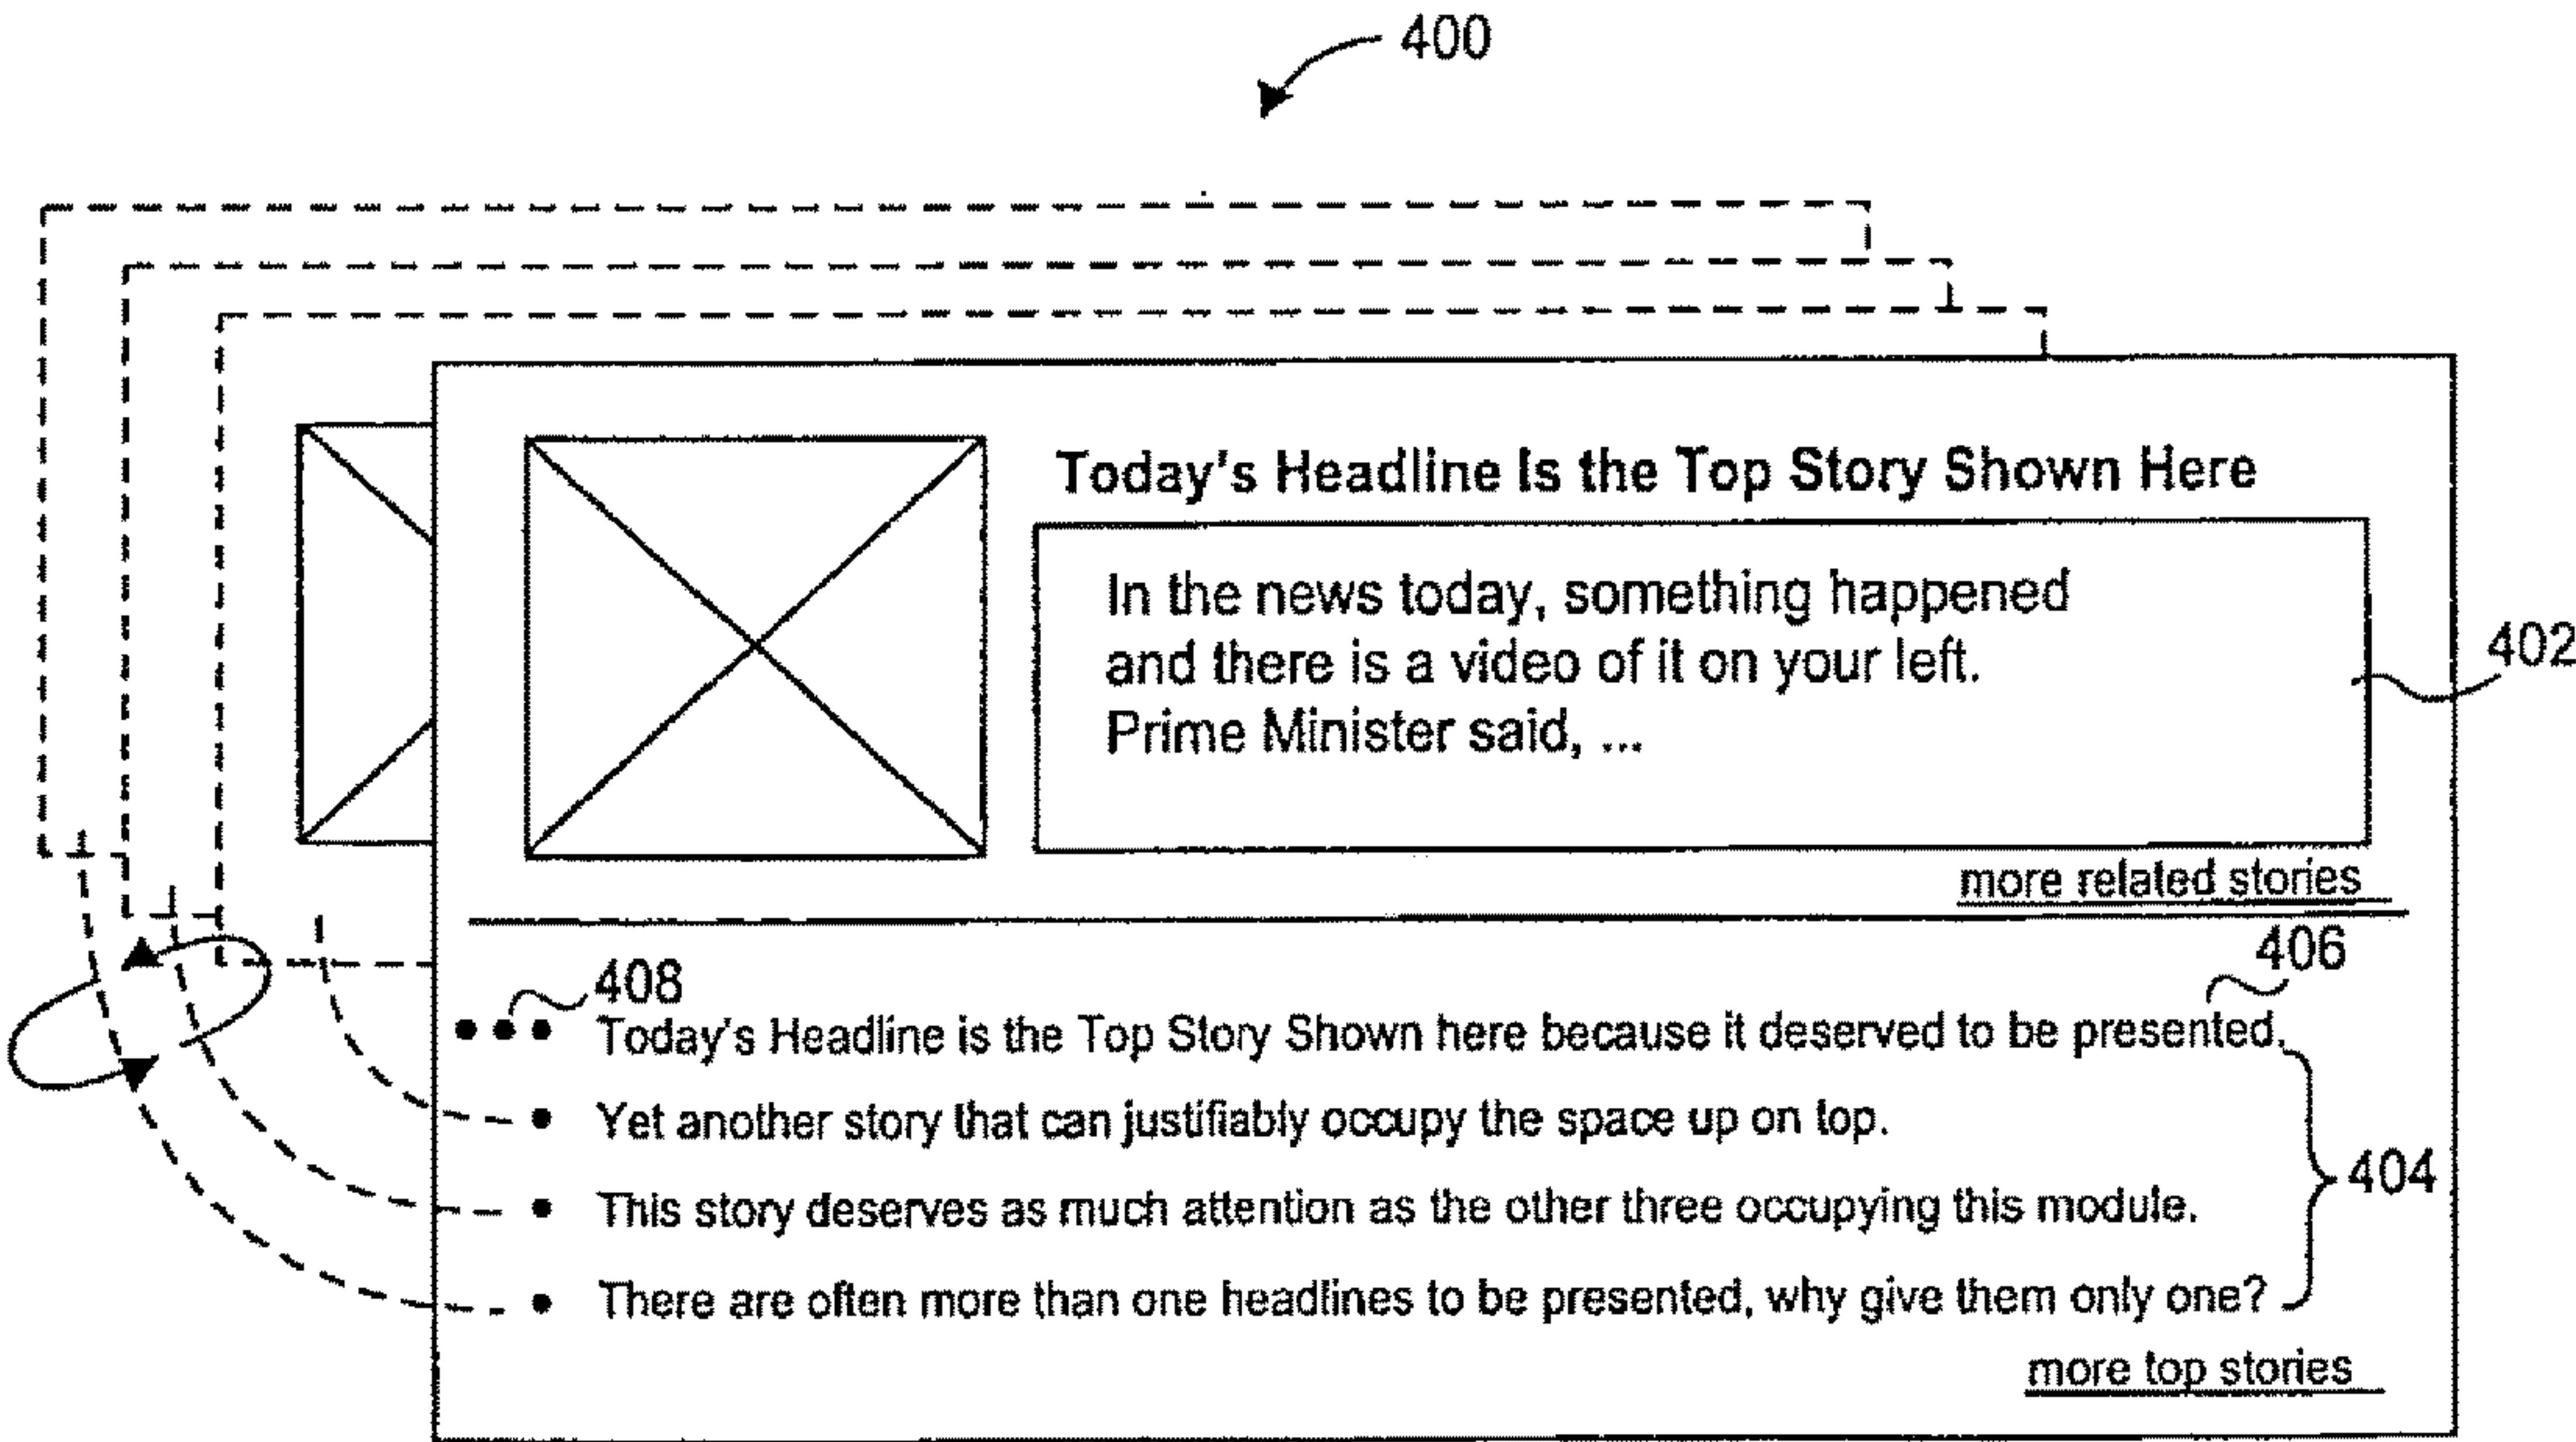 400
Today's Headline Is the Top Story Shown Here
In the news today, something happened
and there is a video of it on your left.
Prime Minister said, ...
402
more related stories
406
408
••• Today's Headline is the Top Story Shown here because it deserved to be presented.
• Yet another story that can justifiably occupy the space up on top.
404
• This story deserves as much attention as the other three occupying this module.
• There are often more than one headlines to be presented, why give them only one?
more top stories